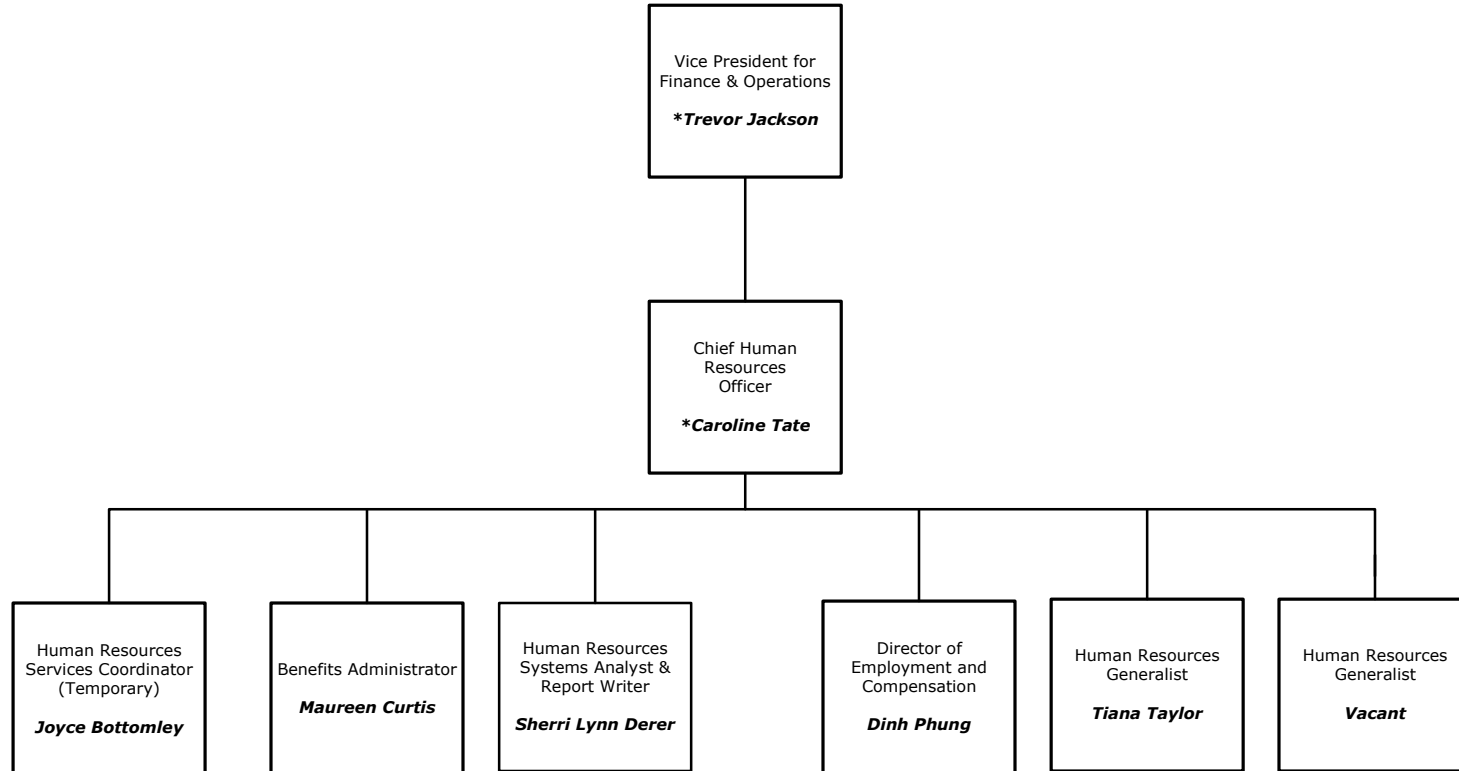 Vice President for
Finance & Operations
*Trevor Jackson
Chief Human
Resources
Officer
*Caroline Tate
Human Resources
Services Coordinator
(Temporary)
Joyce Bottomley
Benefits Administrator
Maureen Curtis
Human Resources
Systems Analyst &
Report Writer
Sherri Lynn Derer
Director of
Employment and
Compensation
Dinh Phung
Human Resources
Generalist
Tiana Taylor
Human Resources
Generalist
Vacant